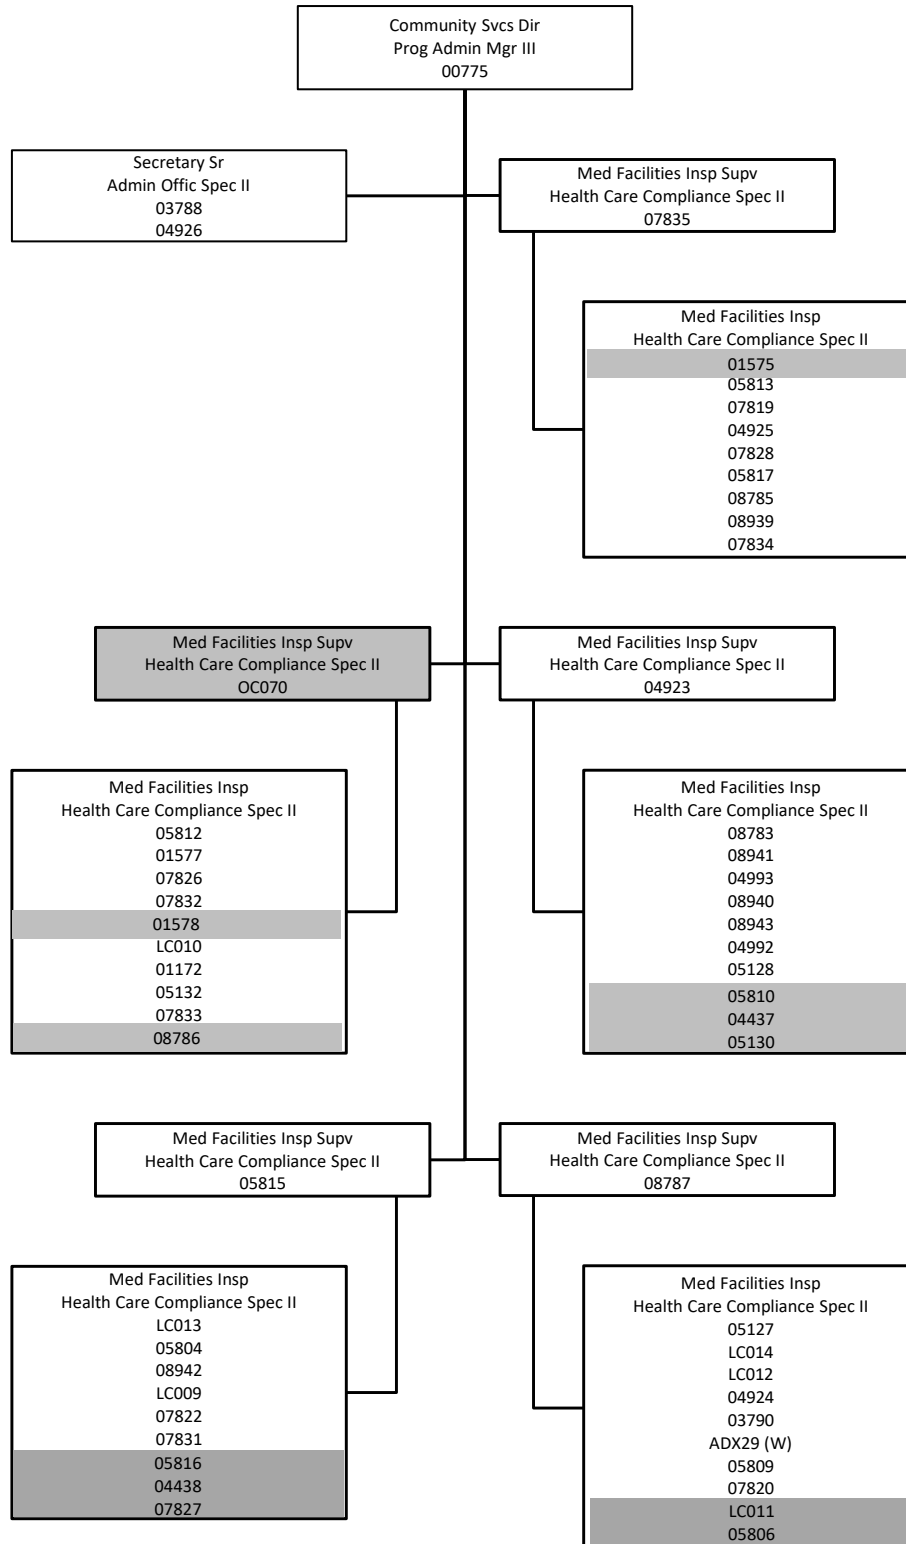 Community Svcs Dir
Prog Admin Mgr III
00775
Secretary Sr
Admin Offic Spec II
03788
04926
Med Facilities Insp Supv
Health Care Compliance Spec II
07835
Med Facilities Insp
Health Care Compliance Spec II
01575
05813
07819
04925
07828
05817
08785
08939
07834
Med Facilities Insp Supv
Health Care Compliance Spec II
OC070
Med Facilities Insp Supv
Health Care Compliance Spec II
04923
Med Facilities Insp
Health Care Compliance Spec II
05812
01577
07826
07832
01578
LC010
01172
05132
07833
08786
Med Facilities Insp
Health Care Compliance Spec II
08783
08941
04993
08940
08943
04992
05128
05810
04437
05130
Med Facilities Insp Supv
Health Care Compliance Spec II
05815
Med Facilities Insp Supv
Health Care Compliance Spec II
08787
Med Facilities Insp
Health Care Compliance Spec II
LC013
05804
08942
LC009
07822
07831
05816
04438
07827
Med Facilities Insp
Health Care Compliance Spec II
05127
LC014
LC012
04924
03790
ADX29 (W)
05809
07820
LC011
05806